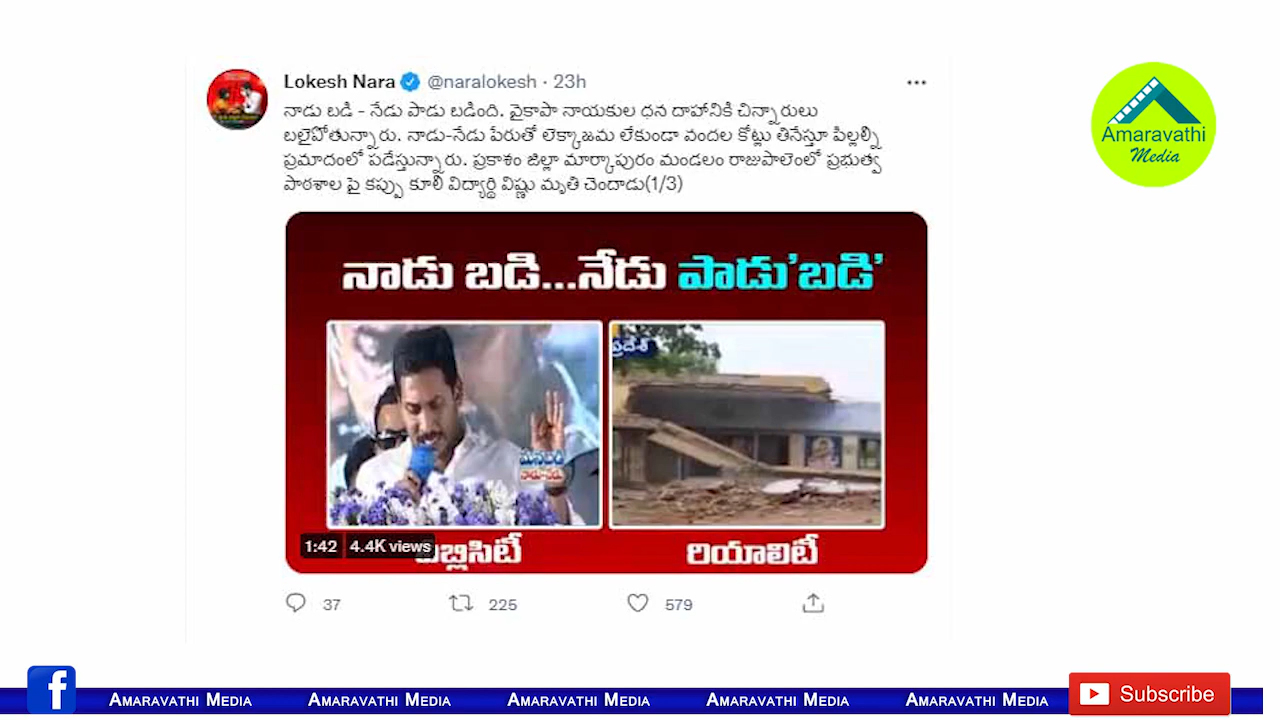 Lokesh Nara @naralokesh · 23h
నాడు బడి - నేడు పాడు బడింది. వైకాపా నాయకుల ధన దాహానికి చిన్నారులు
బలైపోతున్నారు. నాడు-నేడు పేరుతో లెక్కాజమ లేకుండా వందల కోట్లు తినేస్తూ పిల్లల్ని
ప్రమాదంలో పడేస్తున్నారు. ప్రకాశం జిల్లా మార్కాపురం మండలం రాజుపాలెంలో ప్రభుత్వ
పాఠశాల పై కప్పు కూలి విద్యార్థి విష్ణు మృతి చెందాడు(1/3)
Amaravathi
Media
నాడు బడి...నేడు పాడు'బడి'
ప్రదేశ్
మనబడి
నాడు-నేడు
1:42 4.4K views
రియాలిటీ
37 225 579
AMARAVATHI MEDIA AMARAVATHI MEDIA AMARAVATHI MEDIA AMARAVATHI MEDIA AMARAVATHI MEDIA
Subscribe